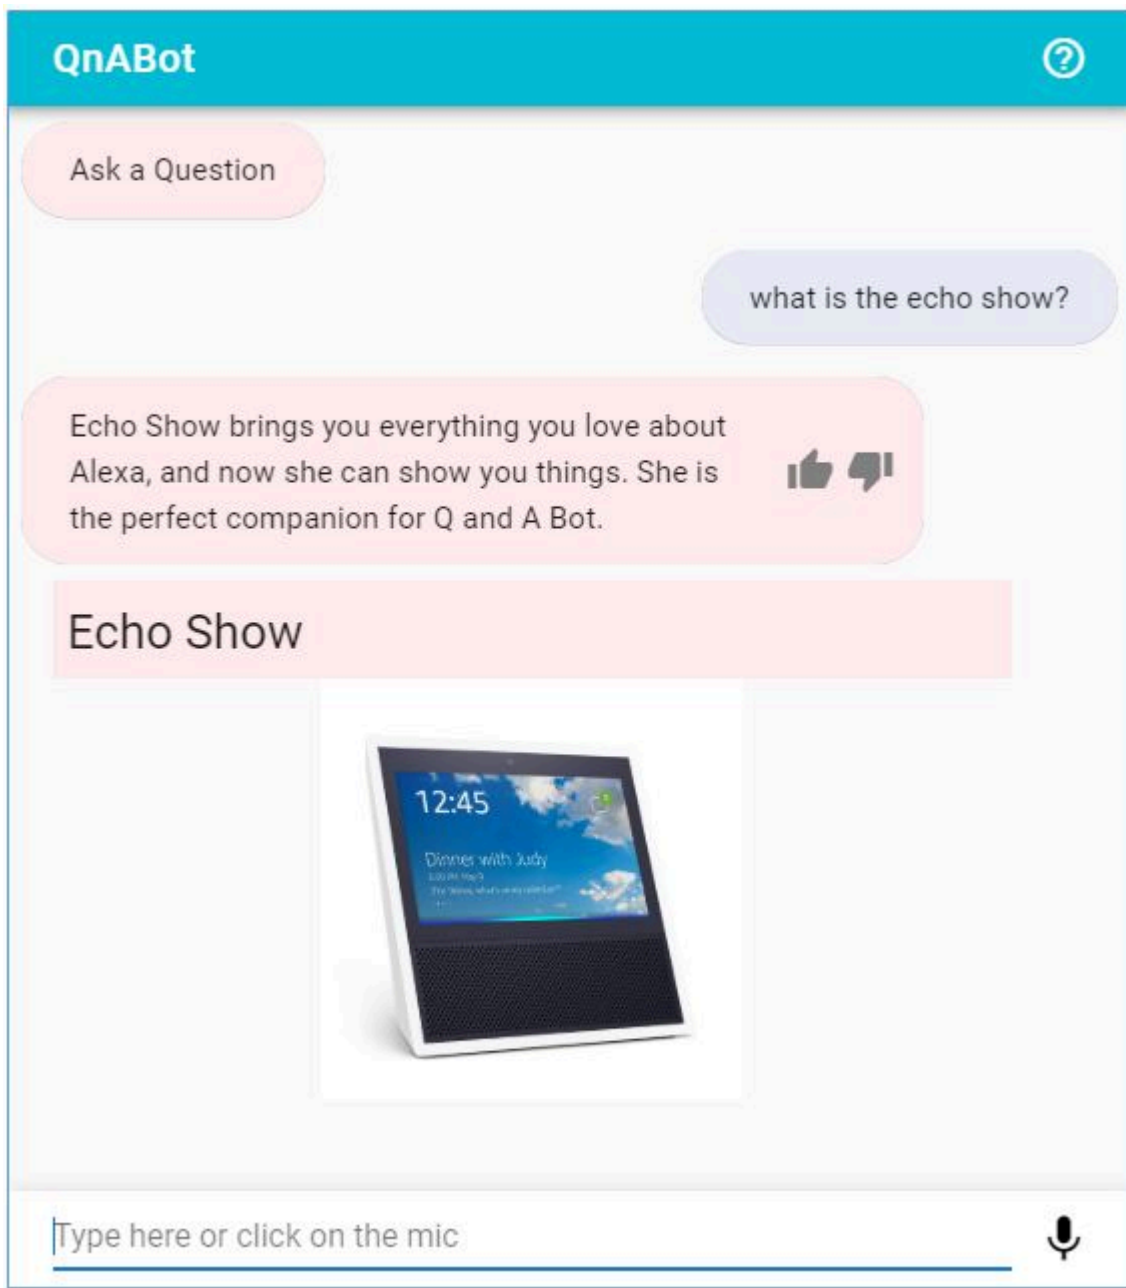 QnABot
Ask a Question
what is the echo show?
Echo Show brings you everything you love about
Alexa, and now she can show you things. She is
the perfect companion for Q and A Bot.
Echo Show
12:45
Dinner with Judy
Type here or click on the mic